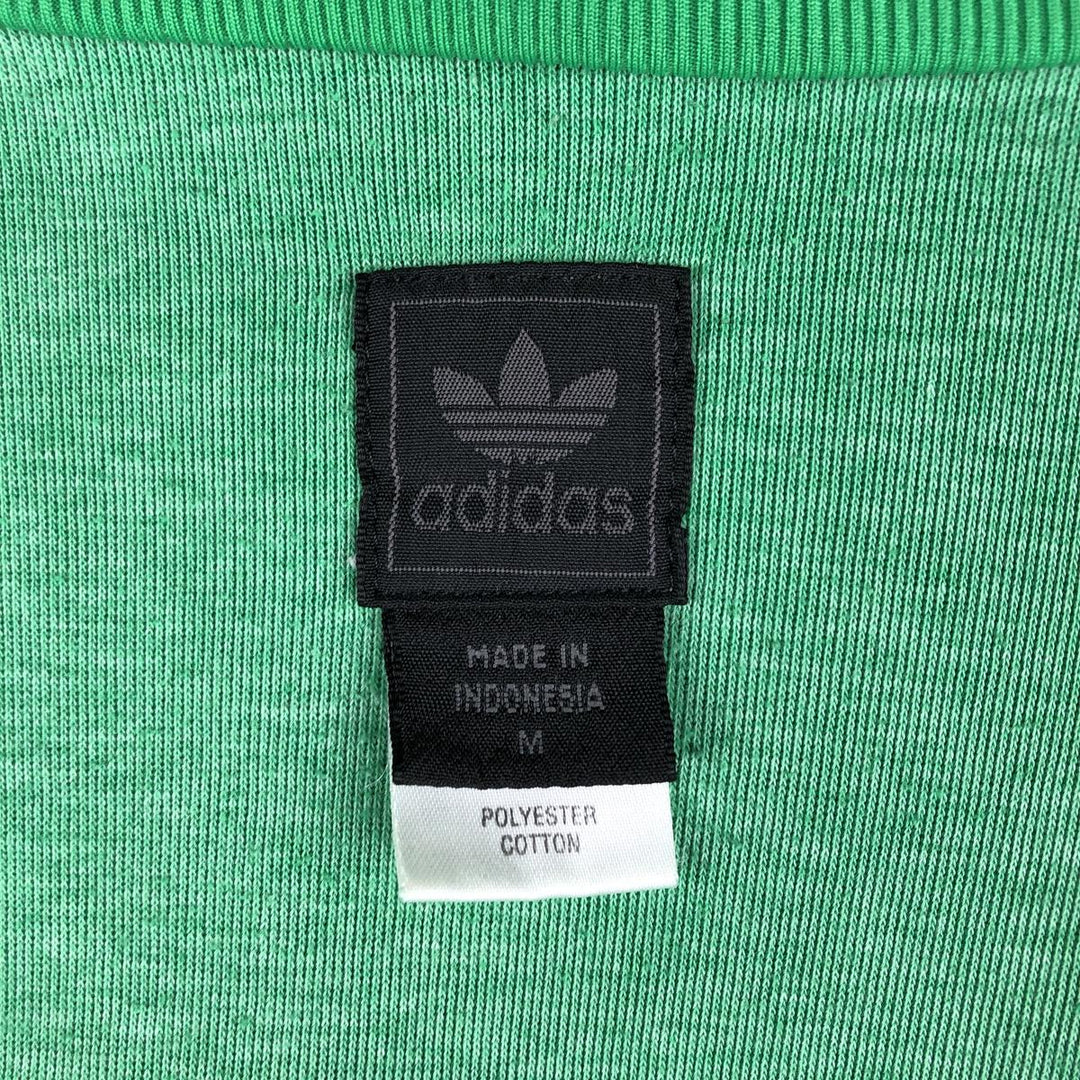 adidas
MADE IN
INDONESIA
M
POLYESTER
COTTON